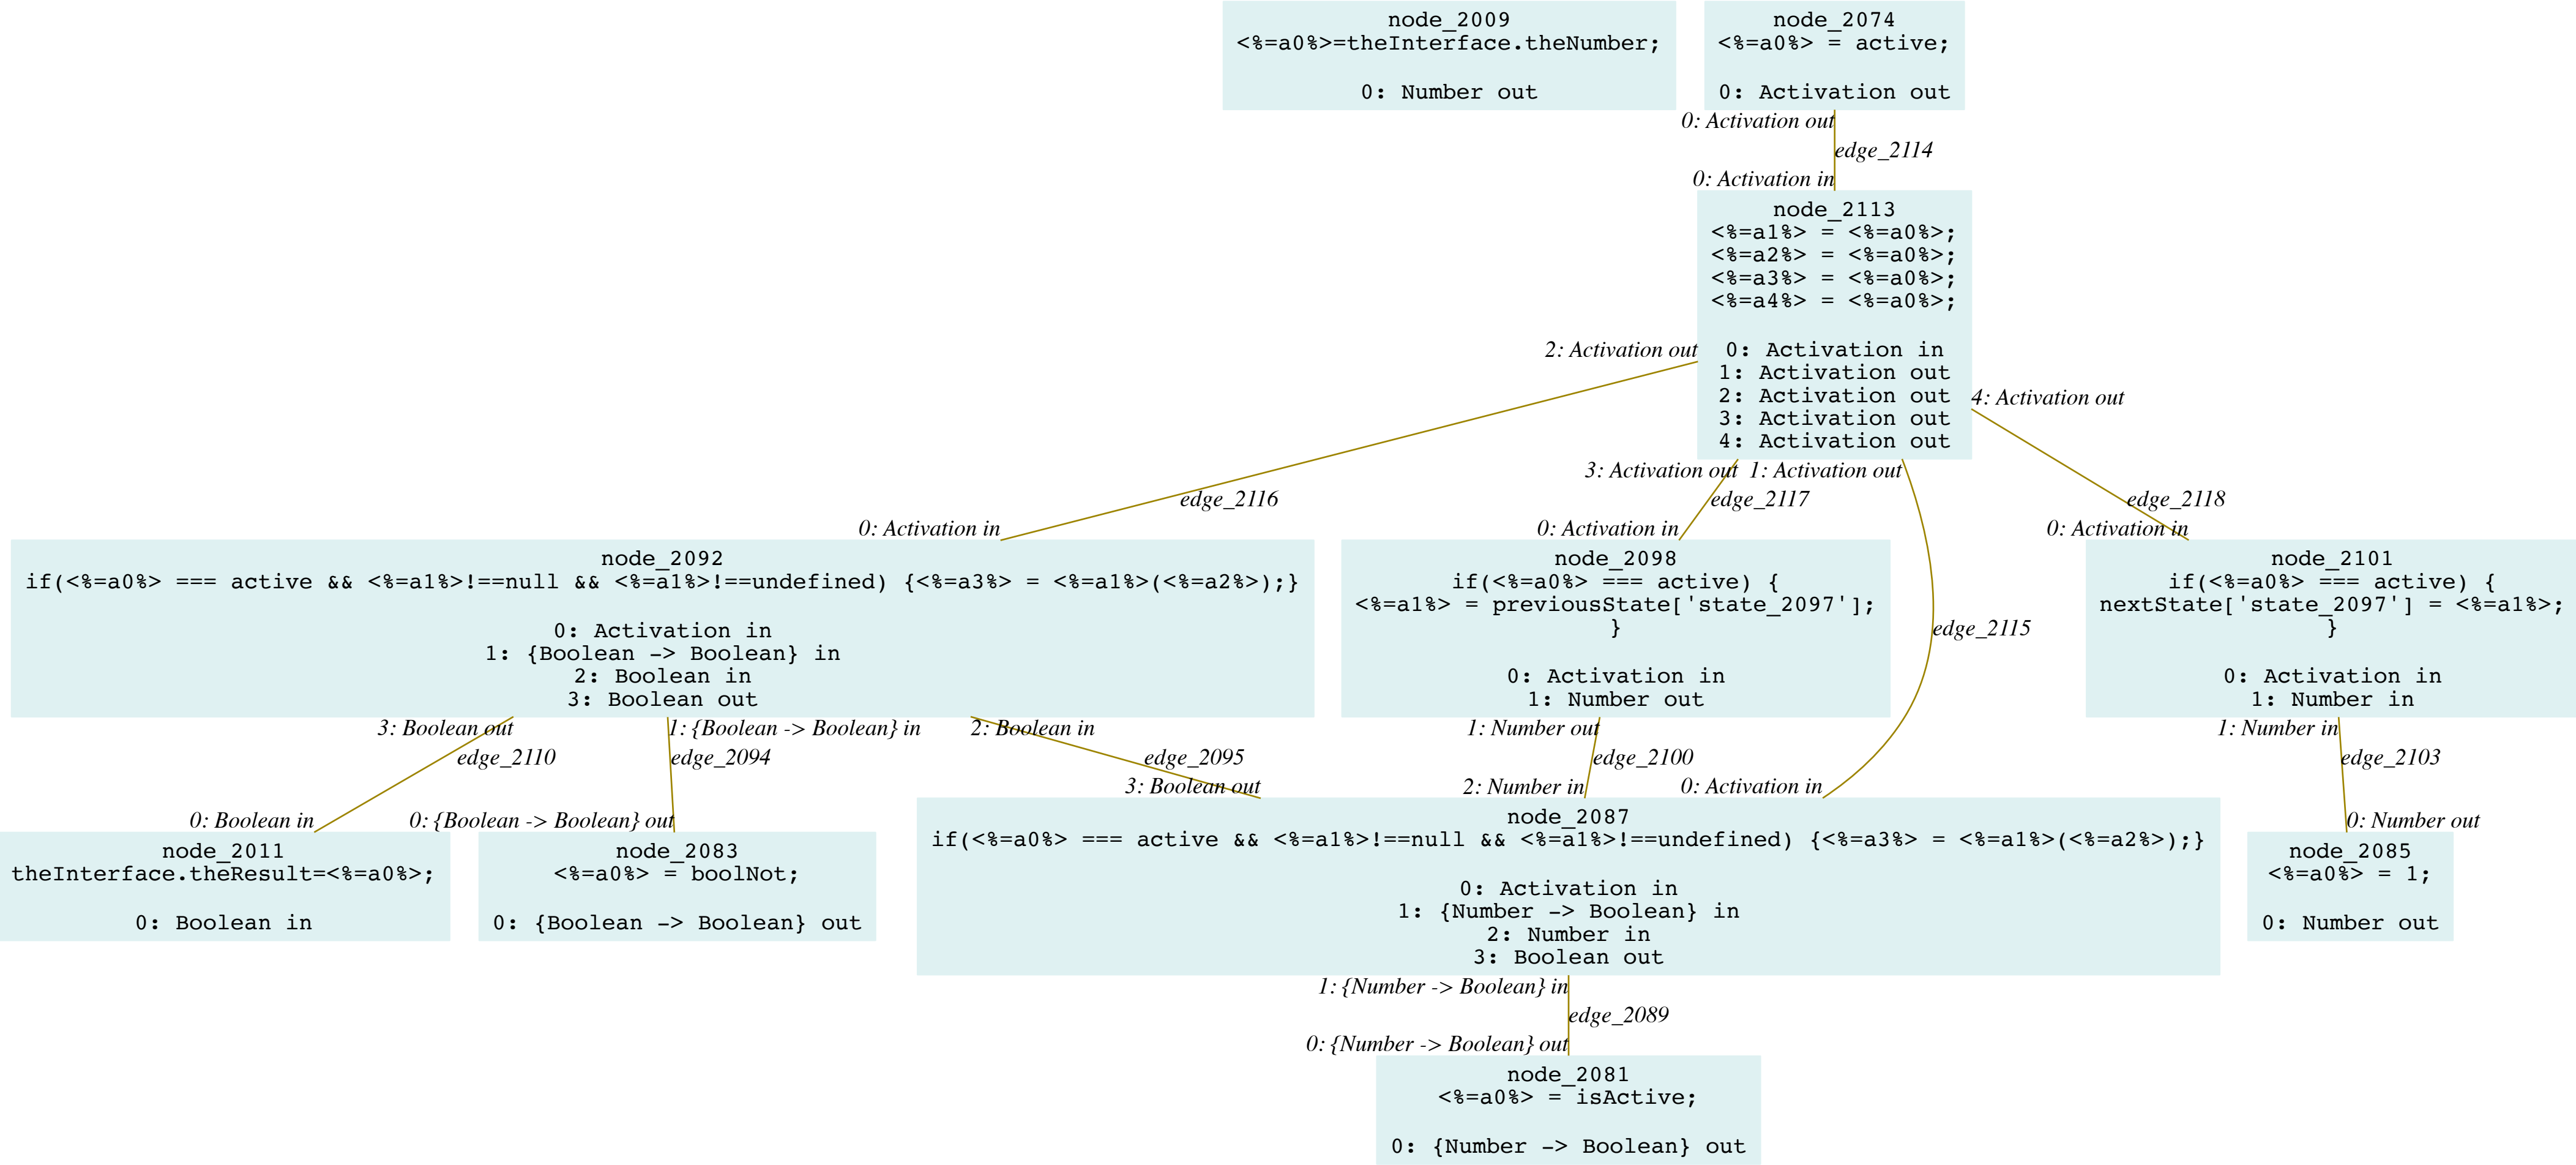 node_2009
<%=a0%>=theInterface.theNumber;
0: Number out
node_2074
<%=a0%> = active;
0: Activation out
0: Activation out
edge_2114
0: Activation in
node_2113
<%=a1%> = <%=a0%>;
<%=a2%> = <%=a0%>;
<%=a3%> = <%=a0%>;
<%=a4%> = <%=a0%>;
0: Activation in
1: Activation out
2: Activation out
3: Activation out
4: Activation out
2: Activation out
4: Activation out
3: Activation out
1: Activation out
edge_2116
edge_2117
edge_2118
0: Activation in
0: Activation in
0: Activation in
node_2092
if(<%=a0%> === active && <%=a1%>!==null && <%=a1%>!==undefined) {<%=a3%> = <%=a1%>(<%=a2%>);}
0: Activation in
1: {Boolean -> Boolean} in
2: Boolean in
3: Boolean out
node_2098
if(<%=a0%> === active) {
<%=a1%> = previousState['state_2097'];
}
0: Activation in
1: Number out
edge_2115
node_2101
if(<%=a0%> === active) {
nextState['state_2097'] = <%=a1%>;
}
0: Activation in
1: Number in
3: Boolean out
1: {Boolean -> Boolean} in
2: Boolean in
1: Number out
1: Number in
edge_2110
edge_2094
edge_2095
edge_2100
edge_2103
0: Boolean in
0: {Boolean -> Boolean} out
3: Boolean out
2: Number in
0: Activation in
0: Number out
node_2011
theInterface.theResult=<%=a0%>;
0: Boolean in
node_2083
<%=a0%> = boolNot;
0: {Boolean -> Boolean} out
node_2087
if(<%=a0%> === active && <%=a1%>!==null && <%=a1%>!==undefined) {<%=a3%> = <%=a1%>(<%=a2%>);}
0: Activation in
1: {Number -> Boolean} in
2: Number in
3: Boolean out
node_2085
<%=a0%> = 1;
0: Number out
1: {Number -> Boolean} in
edge_2089
0: {Number -> Boolean} out
node_2081
<%=a0%> = isActive;
0: {Number -> Boolean} out